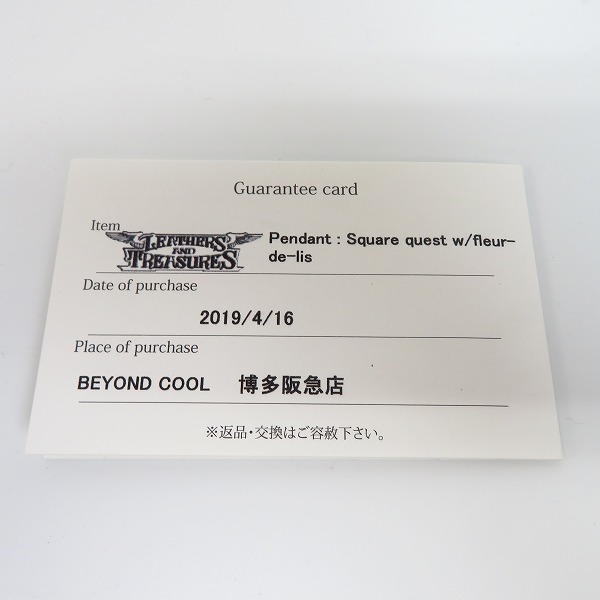 Guarantee card
Item
LEATHERS
AND
TREASURES
Pendant : Square quest w/fleur-
de-lis
Date of purchase
2019/4/16
Place of purchase
BEYOND COOL 博多阪急店
※返品・交換はご容赦下さい。